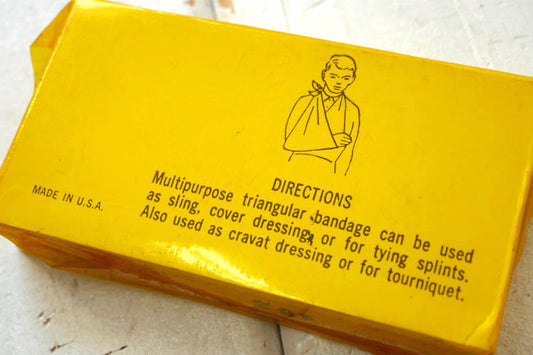 DIRECTIONS
Multipurpose triangular bandage can be used
as sling, cover dressing, or for tying splints.
Also used as cravat dressing or for tourniquet.
MADE IN U.S.A.